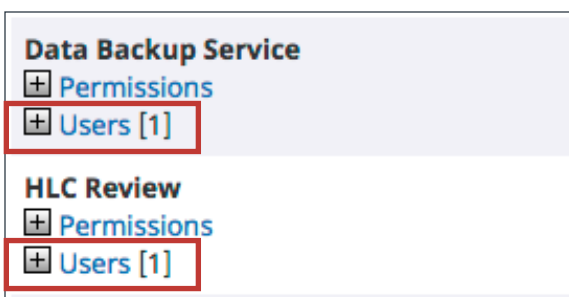 Data Backup Service
Permissions
Users [1]
HLC Review
Permissions
Users [1]